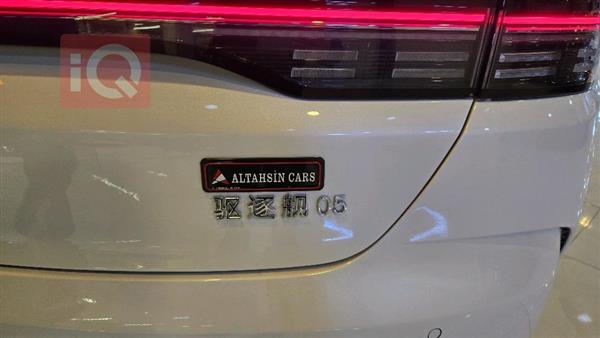 iQ
ALTAHSİN CARS
驱逐舰 05